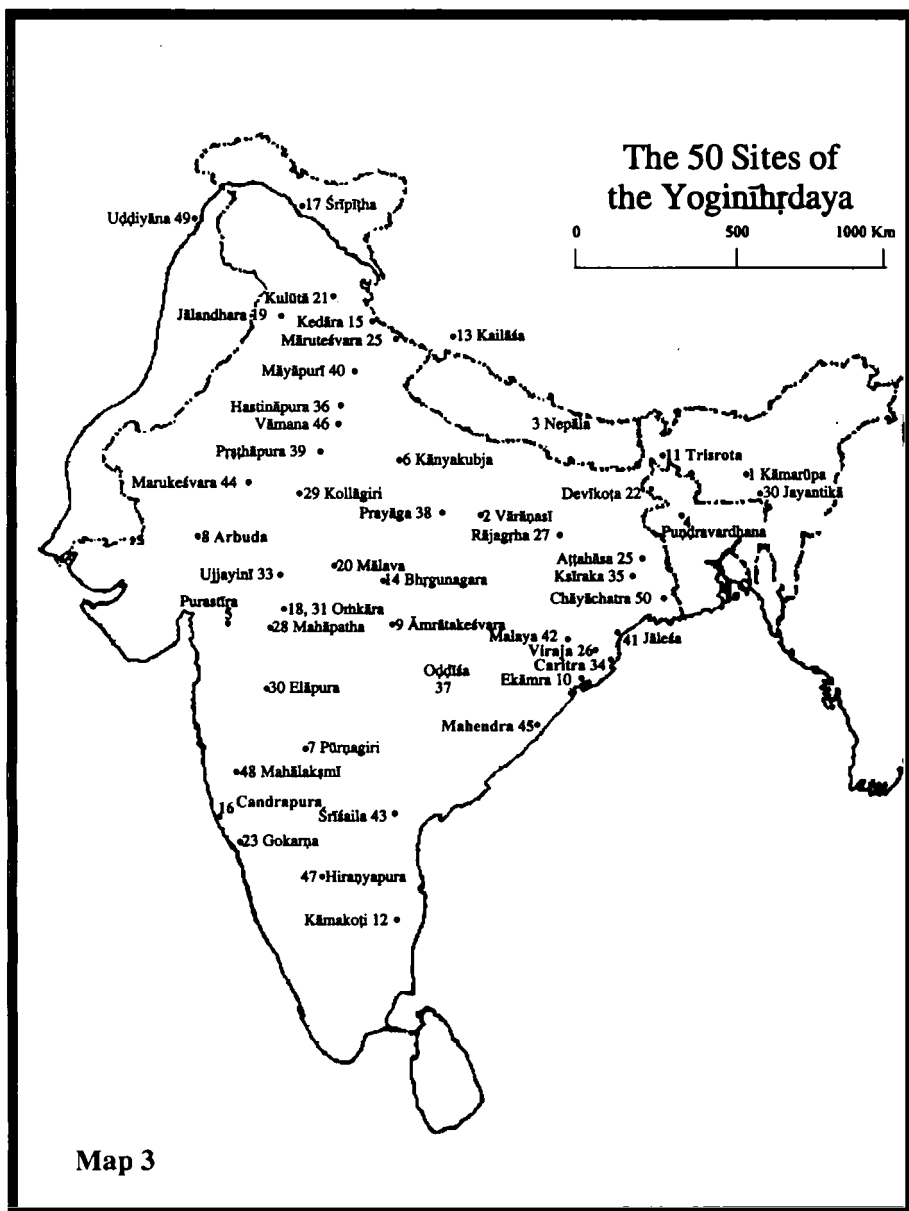 The 50 Sites of
the Yoginīhṛdaya
0 500 1000 Km
17 Śrīpīṭha
Uḍḍiyāna 49
Kulūtā 21
Jālandhara 19
Kedāra 15
Māruteśvara 25
13 Kailāśa
Māyāpurī 40
Hastināpura 36
Vāmana 46
3 Nepāla
Pṛaṭhāpura 39
6 Kānyakubja
11 Trisrota
1 Kāmarūpa
Marukeśvara 44
29 Kollāgiri
Devīkoṭa 22
30 Jayantikā
Prayāga 38
2 Vārāṇasī
4
Puṇḍravardhana
8 Arbuda
Rājagṛha 27
Aṭṭahāsa 25
20 Mālava
Ujjayinī 33
14 Bhṛgunagara
Kṣīraka 35
Chāyāchatra 50
Purastīra
5
18, 31 Oṁkāra
28 Mahāpatha
9 Āmrātakeśvara
Malaya 42
41 Jāleśa
Viraja 26
Caritra 34
Oḍḍīśa
37
Ekāmra 10
30 Elāpura
Mahendra 45
7 Pūrṇagiri
48 Mahālakṣmī
16 Candrapura
Śrīśaila 43
23 Gokarṇa
47 Hiraṇyapura
Kāmakoṭi 12
Map 3